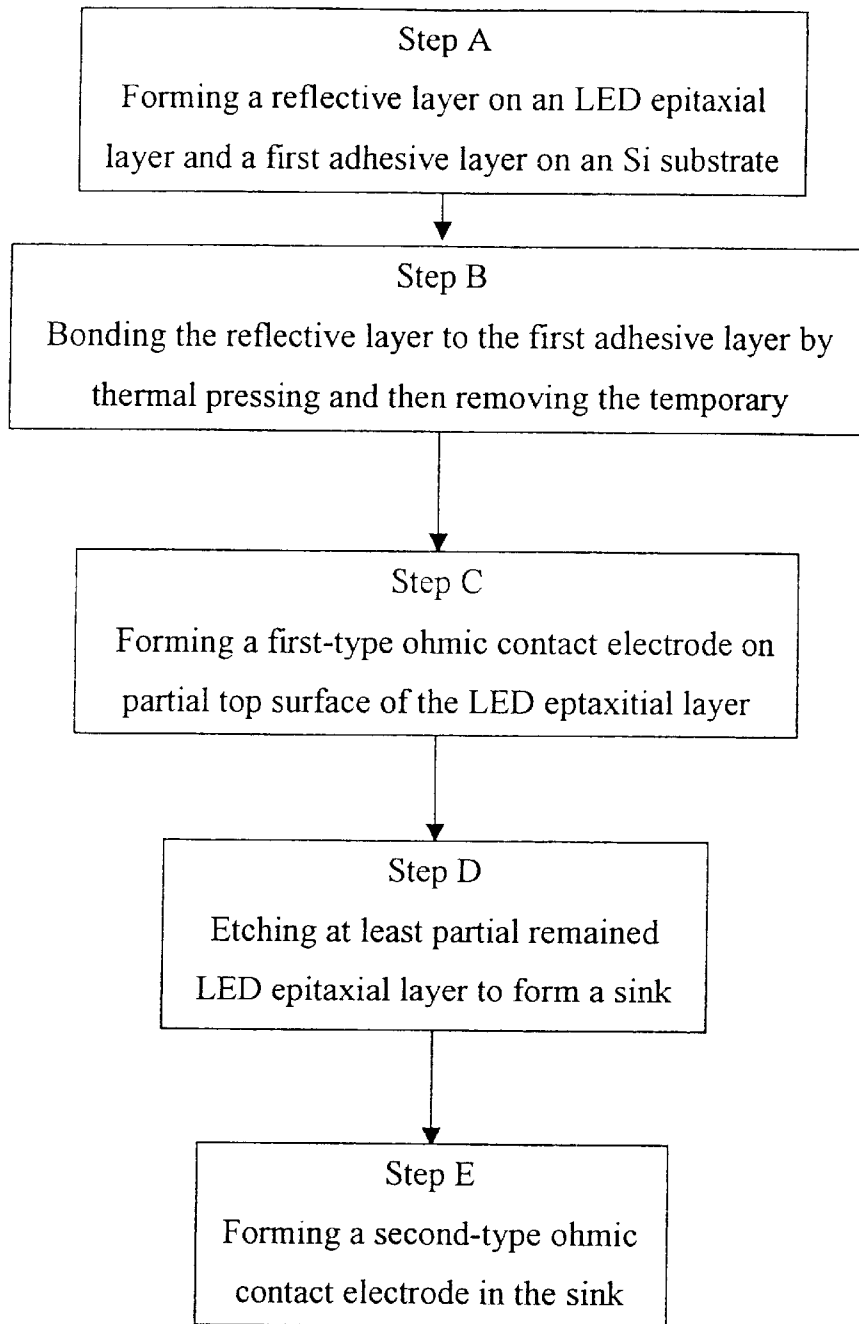 Step A
Forming a reflective layer on an LED epitaxial
layer and a first adhesive layer on an Si substrate
Step B
Bonding the reflective layer to the first adhesive layer by
thermal pressing and then removing the temporary
Step C
Forming a first-type ohmic contact electrode on
partial top surface of the LED eptaxitial layer
Step D
Etching at least partial remained
LED epitaxial layer to form a sink
Step E
Forming a second-type ohmic
contact electrode in the sink